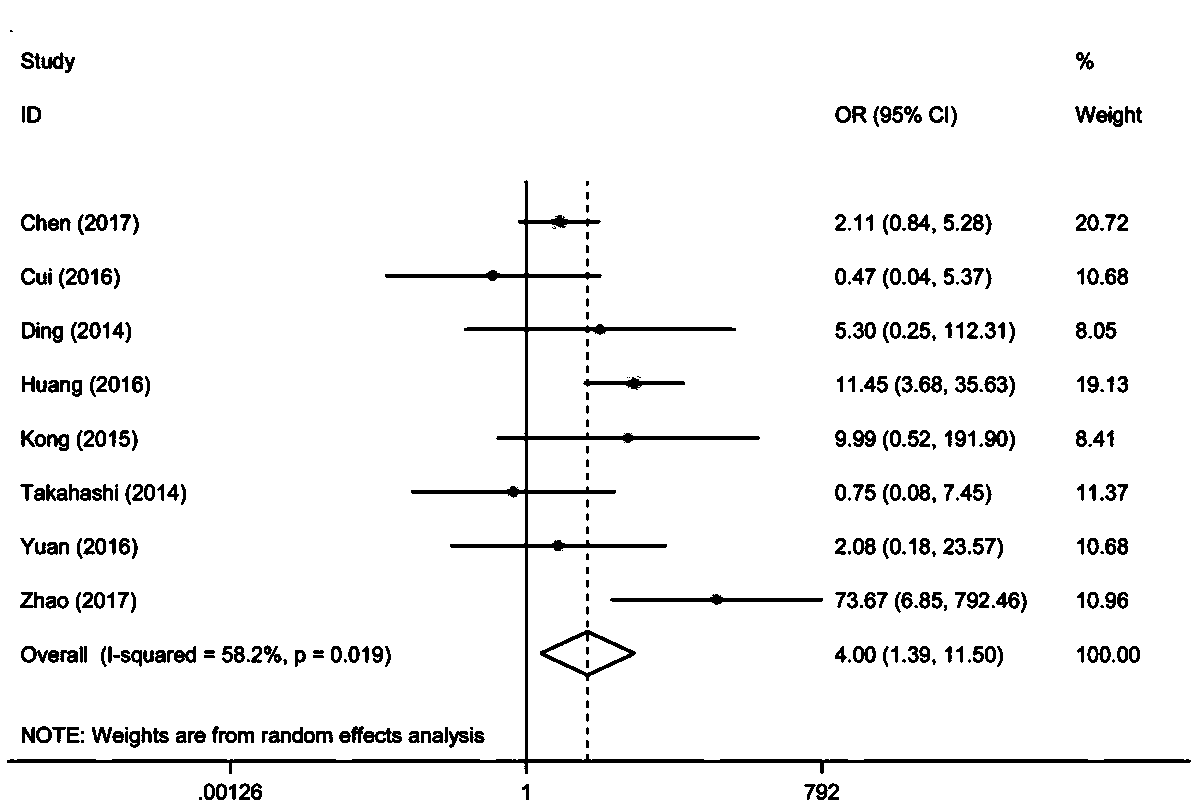 Study %
ID OR (95% CI) Weight
Chen (2017) 2.11 (0.84, 5.28) 20.72
Cui (2016) 0.47 (0.04, 5.37) 10.68
Ding (2014) 5.30 (0.25, 112.31) 8.05
Huang (2016) 11.45 (3.68, 35.63) 19.13
Kong (2015) 9.99 (0.52, 191.90) 8.41
Takahashi (2014) 0.75 (0.08, 7.45) 11.37
Yuan (2016) 2.08 (0.18, 23.57) 10.68
Zhao (2017) 73.67 (6.85, 792.46) 10.96
Overall (I-squared = 58.2%, p = 0.019) 4.00 (1.39, 11.50) 100.00
NOTE: Weights are from random effects analysis
.00126 1 792